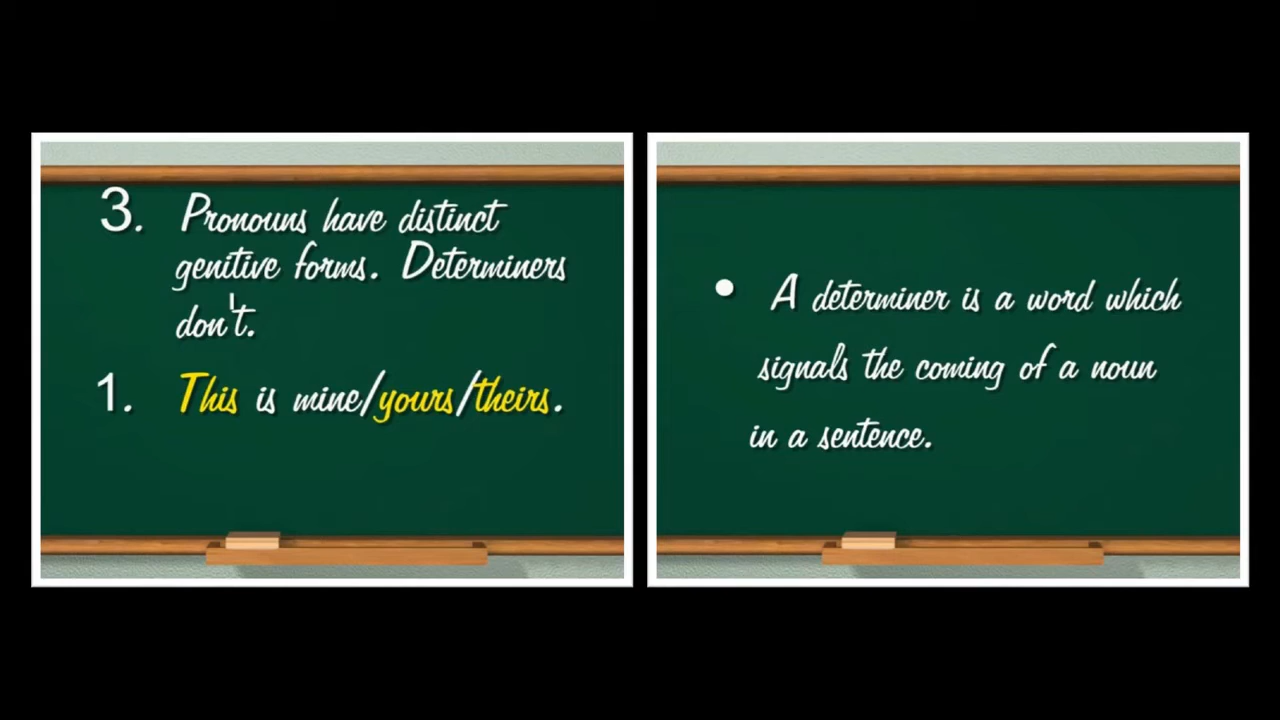 3. Pronouns have distinct
genitive forms. Determiners
don't.
1. This is mine/yours/theirs.
• A determiner is a word which
signals the coming of a noun
in a sentence.